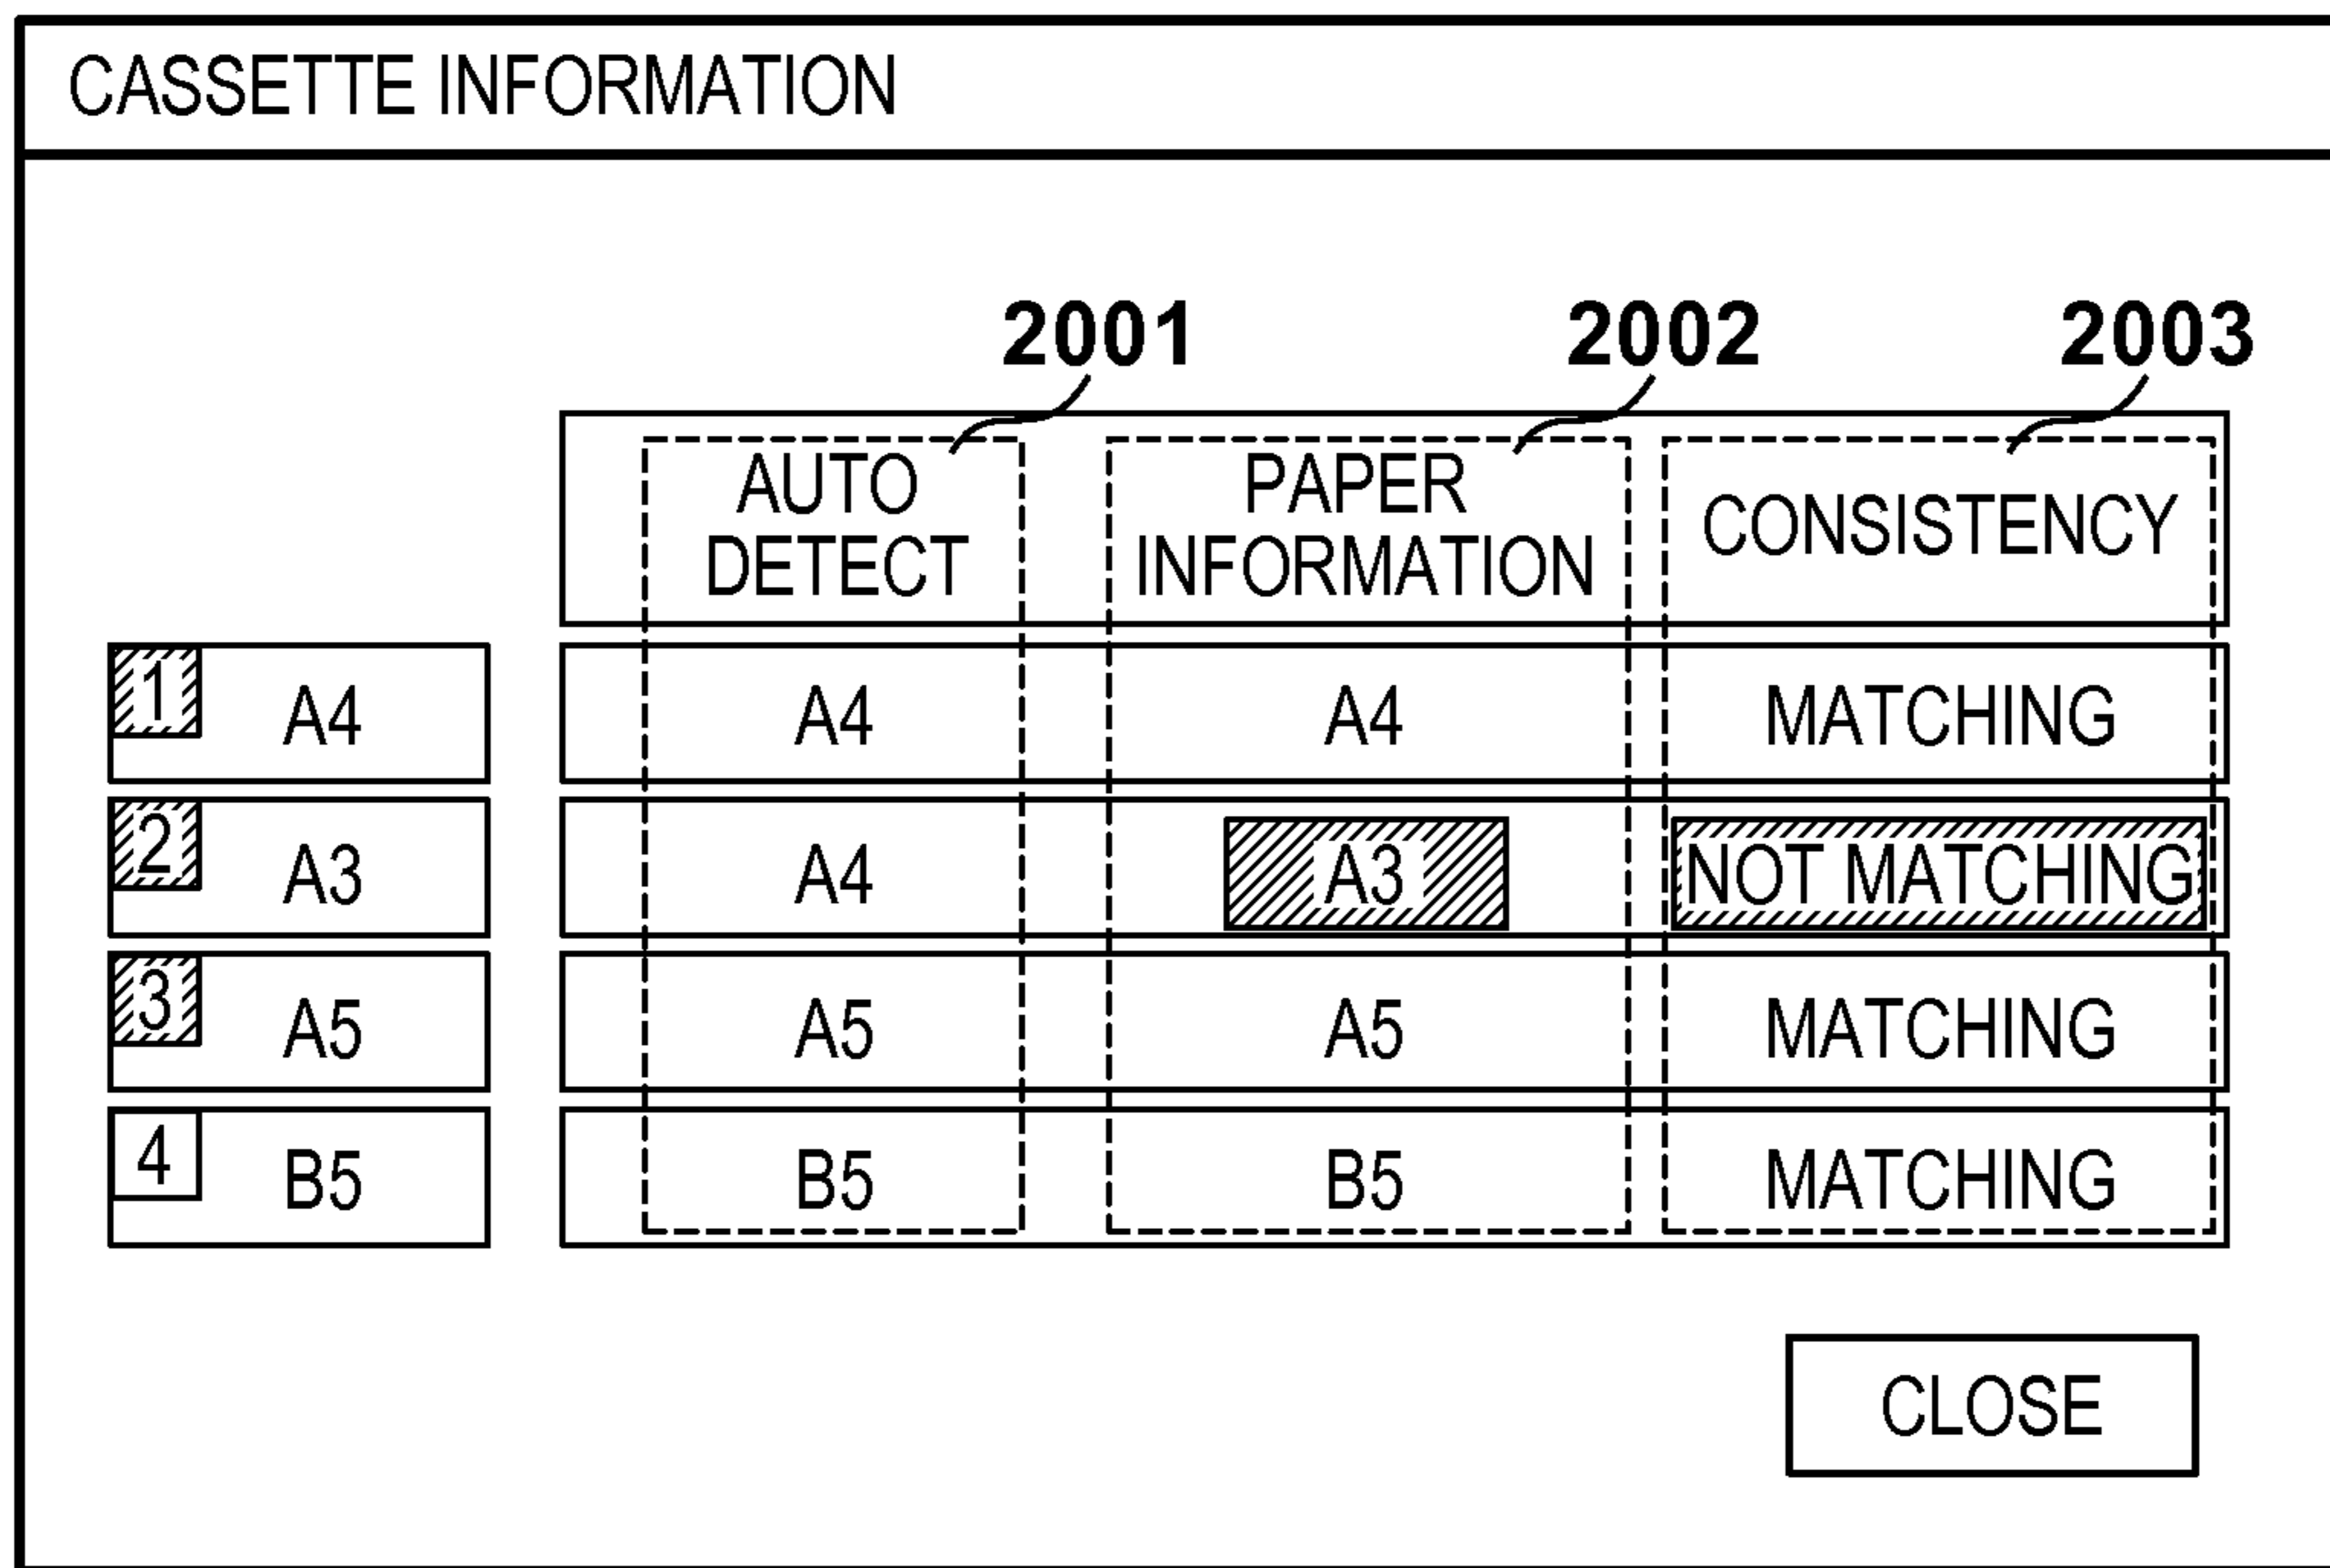 CASSETTE INFORMATION
2001 2002 2003
AUTO DETECT PAPER INFORMATION CONSISTENCY
1 A4 A4 A4 MATCHING
2 A3 A4 A3 NOT MATCHING
3 A5 A5 A5 MATCHING
4 B5 B5 B5 MATCHING
CLOSE